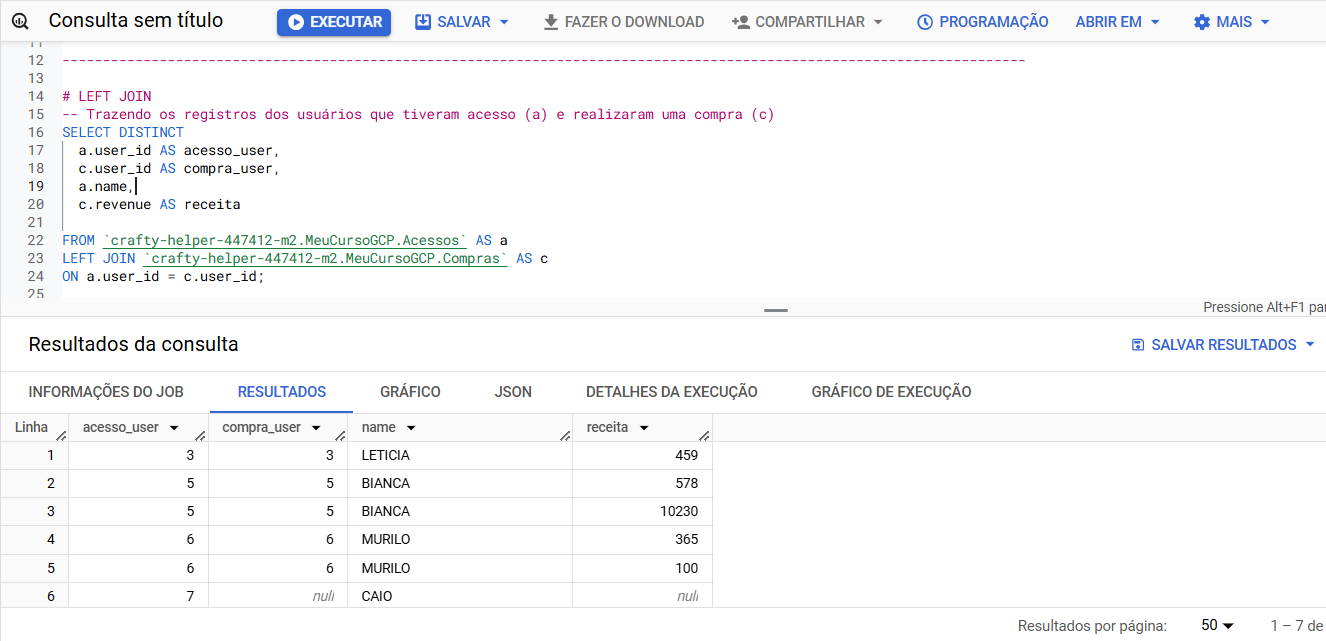 Consulta sem título EXECUTAR SALVAR FAZER O DOWNLOAD COMPARTILHAR PROGRAMAÇÃO ABRIR EM MAIS
11
12 -----------------------------------------------------------------------------------------------------------------------
13
14 # LEFT JOIN
15 -- Trazendo os registros dos usuários que tiveram acesso (a) e realizaram uma compra (c)
16 SELECT DISTINCT
17 a.user_id AS acesso_user,
18 c.user_id AS compra_user,
19 a.name,
20 c.revenue AS receita
21
22 FROM `crafty-helper-447412-m2.MeuCursoGCP.Acessos` AS a
23 LEFT JOIN `crafty-helper-447412-m2.MeuCursoGCP.Compras` AS c
24 ON a.user_id = c.user_id;
25
Pressione Alt+F1 par
Resultados da consulta SALVAR RESULTADOS
INFORMAÇÕES DO JOB RESULTADOS GRÁFICO JSON DETALHES DA EXECUÇÃO GRÁFICO DE EXECUÇÃO
Linha acesso_user compra_user name receita
1 3 3 LETICIA 459
2 5 5 BIANCA 578
3 5 5 BIANCA 10230
4 6 6 MURILO 365
5 6 6 MURILO 100
6 7 null CAIO null
Resultados por página: 50 1 – 7 de